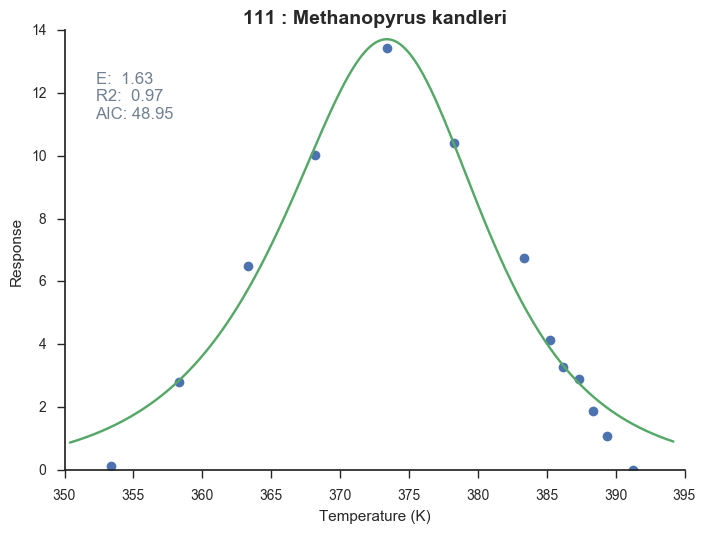 111 : Methanopyrus kandleri
E:  1.63
R2:  0.97
AIC: 48.95
Response
14
12
10
8
6
4
2
0
350 355 360 365 370 375 380 385 390 395
Temperature (K)